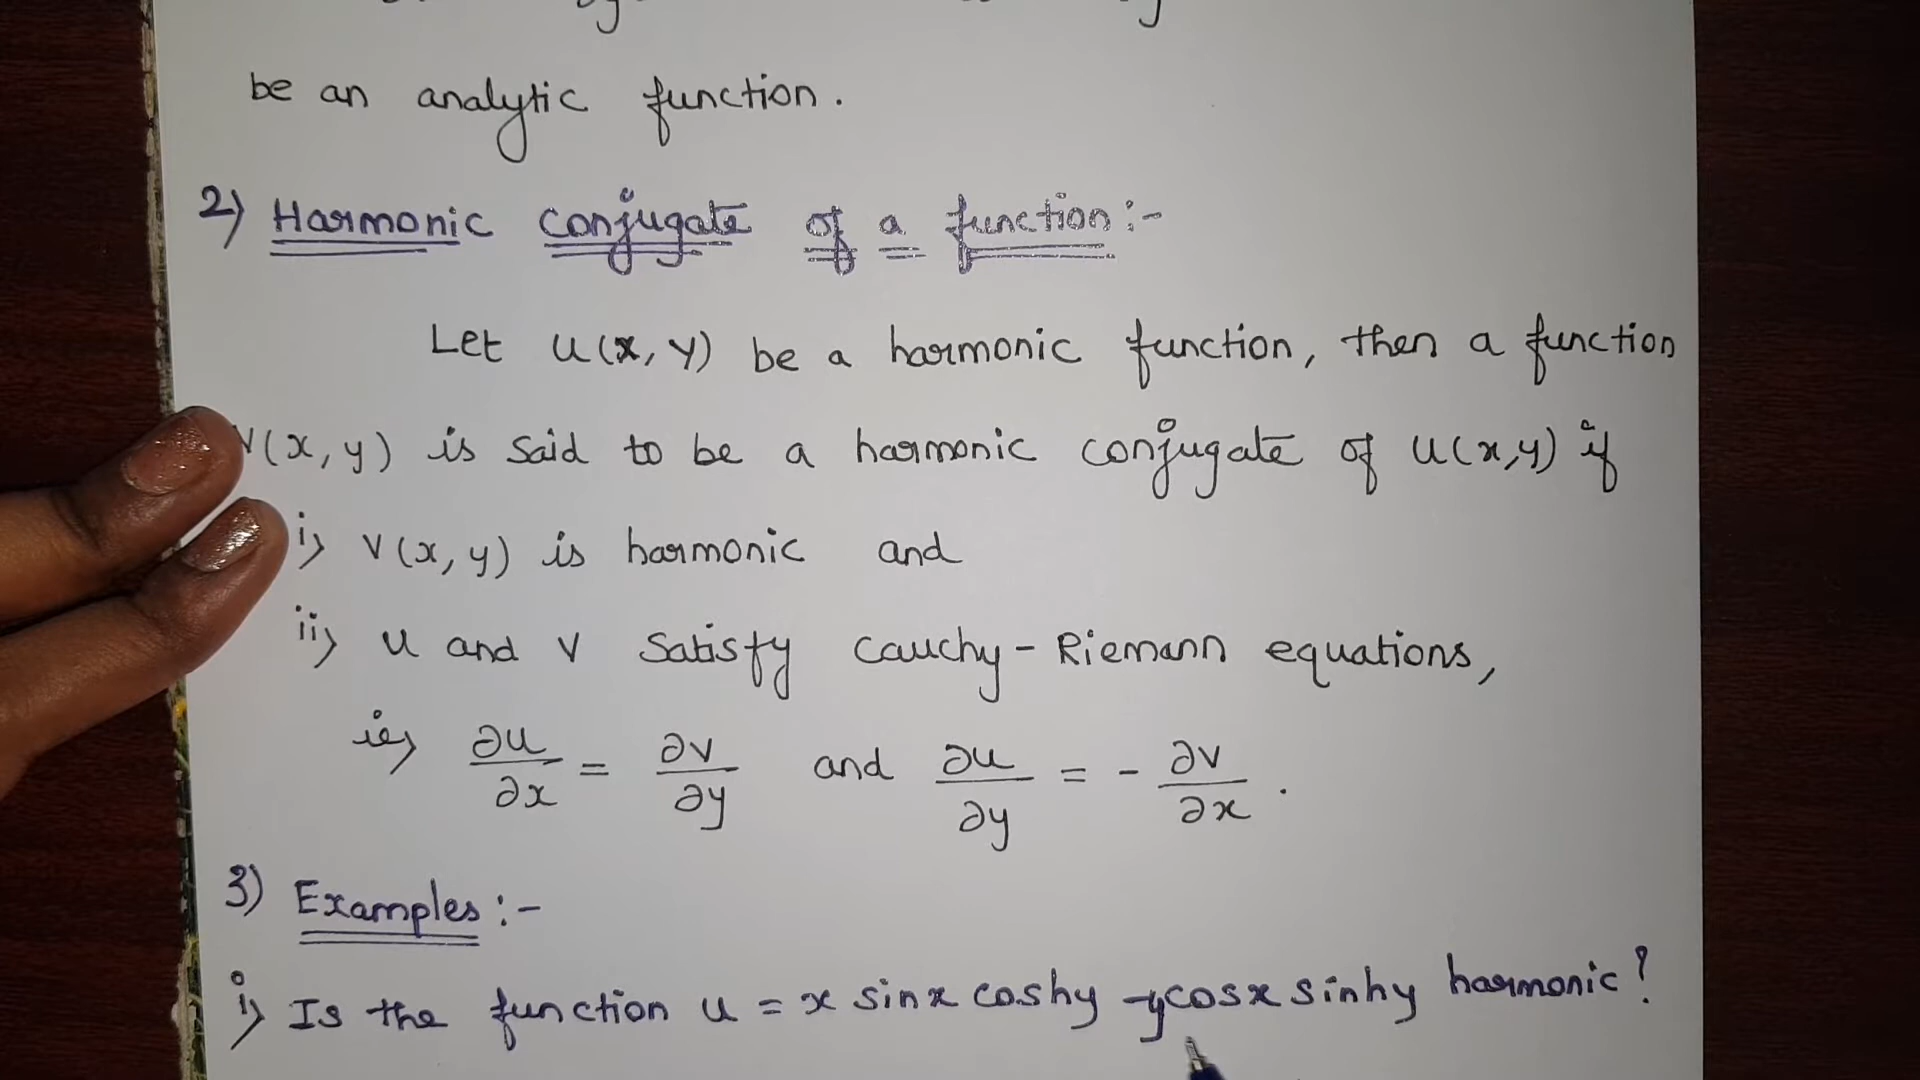 be an analytic function.
2) Harmonic conjugate of a function:-
Let u(x, y) be a harmonic function, then a function
v(x, y) is said to be a harmonic conjugate of u(x,y) if
i) v(x, y) is harmonic and
ii) u and v satisfy Cauchy-Riemann equations,
ie) ∂u/∂x = ∂v/∂y and ∂u/∂y = - ∂v/∂x .
3) Examples:-
i) Is the function u = x sinx coshy -ycosx sinhy harmonic?